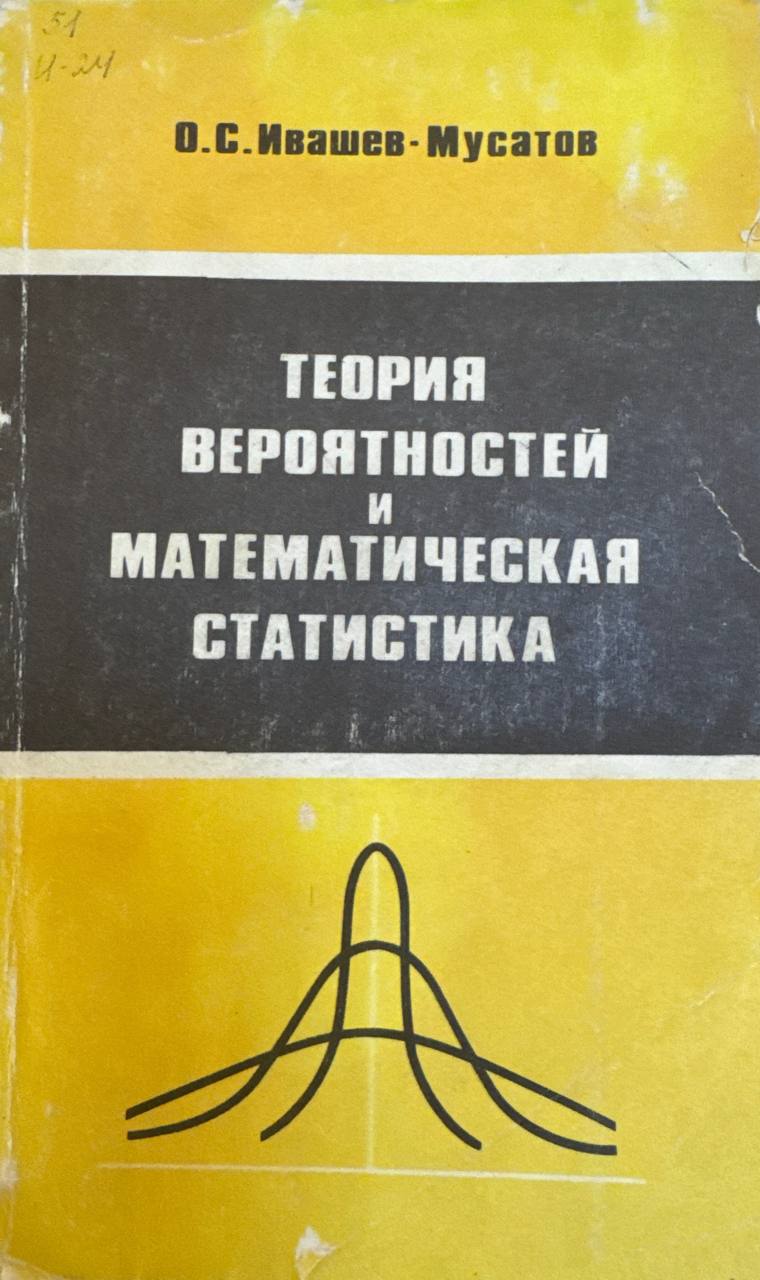 51
И-24
О.С.Ивашев-Мусатов
ТЕОРИЯ
ВЕРОЯТНОСТЕЙ
И
МАТЕМАТИЧЕСКАЯ
СТАТИСТИКА